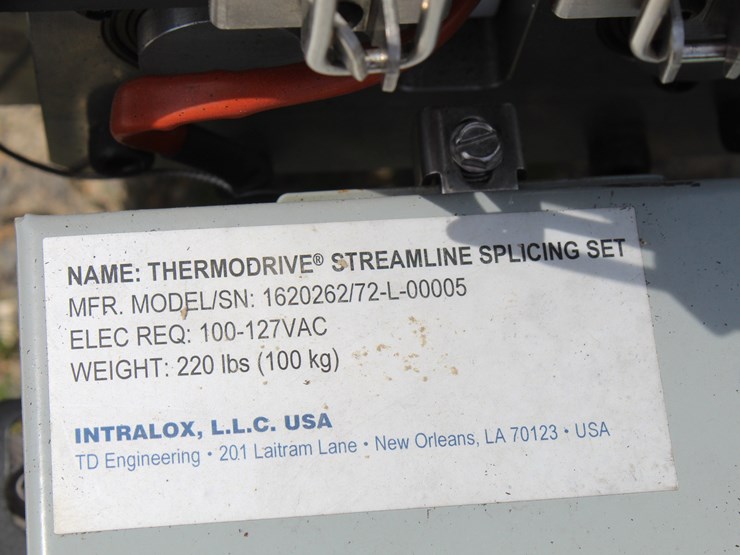 NAME: THERMODRIVE® STREAMLINE SPLICING SET
MFR. MODEL/SN: 1620262/72-L-00005
ELEC REQ: 100-127VAC
WEIGHT: 220 lbs (100 kg)
INTRALOX, L.L.C. USA
TD Engineering • 201 Laitram Lane • New Orleans, LA 70123 • USA